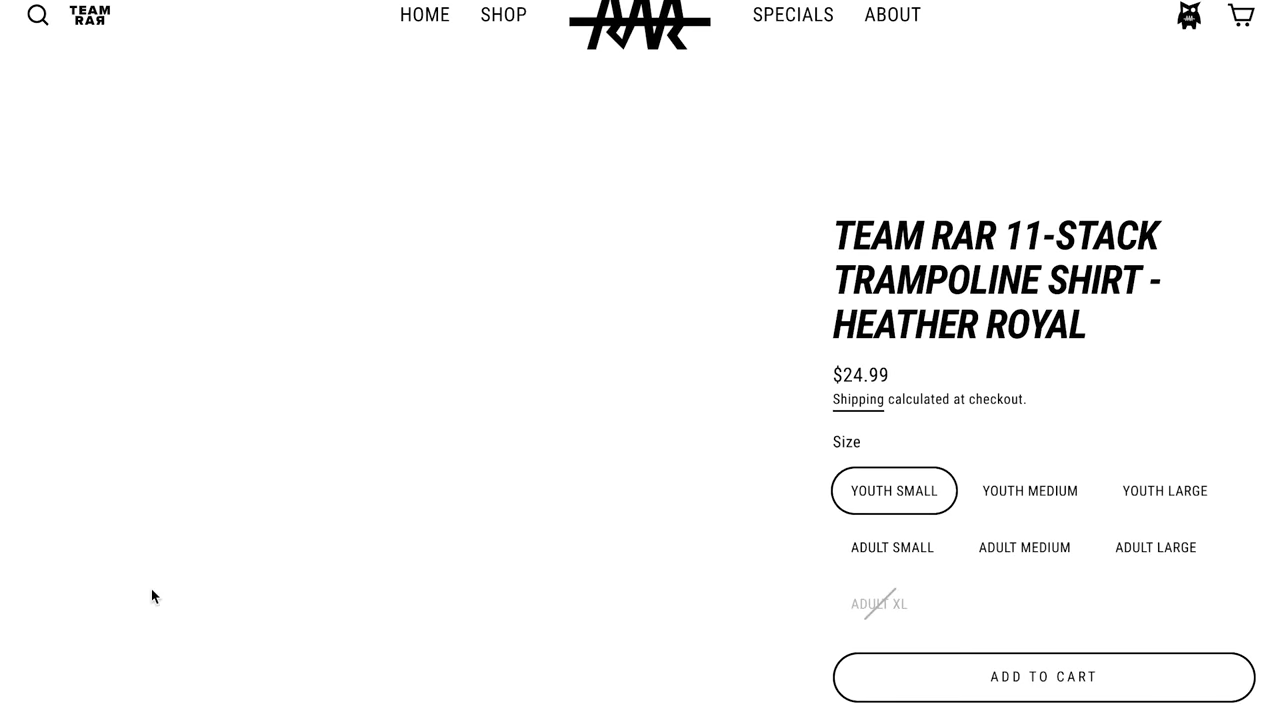 TEAM
RAR
HOME SHOP
RAR
SPECIALS ABOUT
TEAM RAR 11-STACK
TRAMPOLINE SHIRT -
HEATHER ROYAL
$24.99
Shipping calculated at checkout.
Size
YOUTH SMALL YOUTH MEDIUM YOUTH LARGE
ADULT SMALL ADULT MEDIUM ADULT LARGE
ADULT XL
ADD TO CART